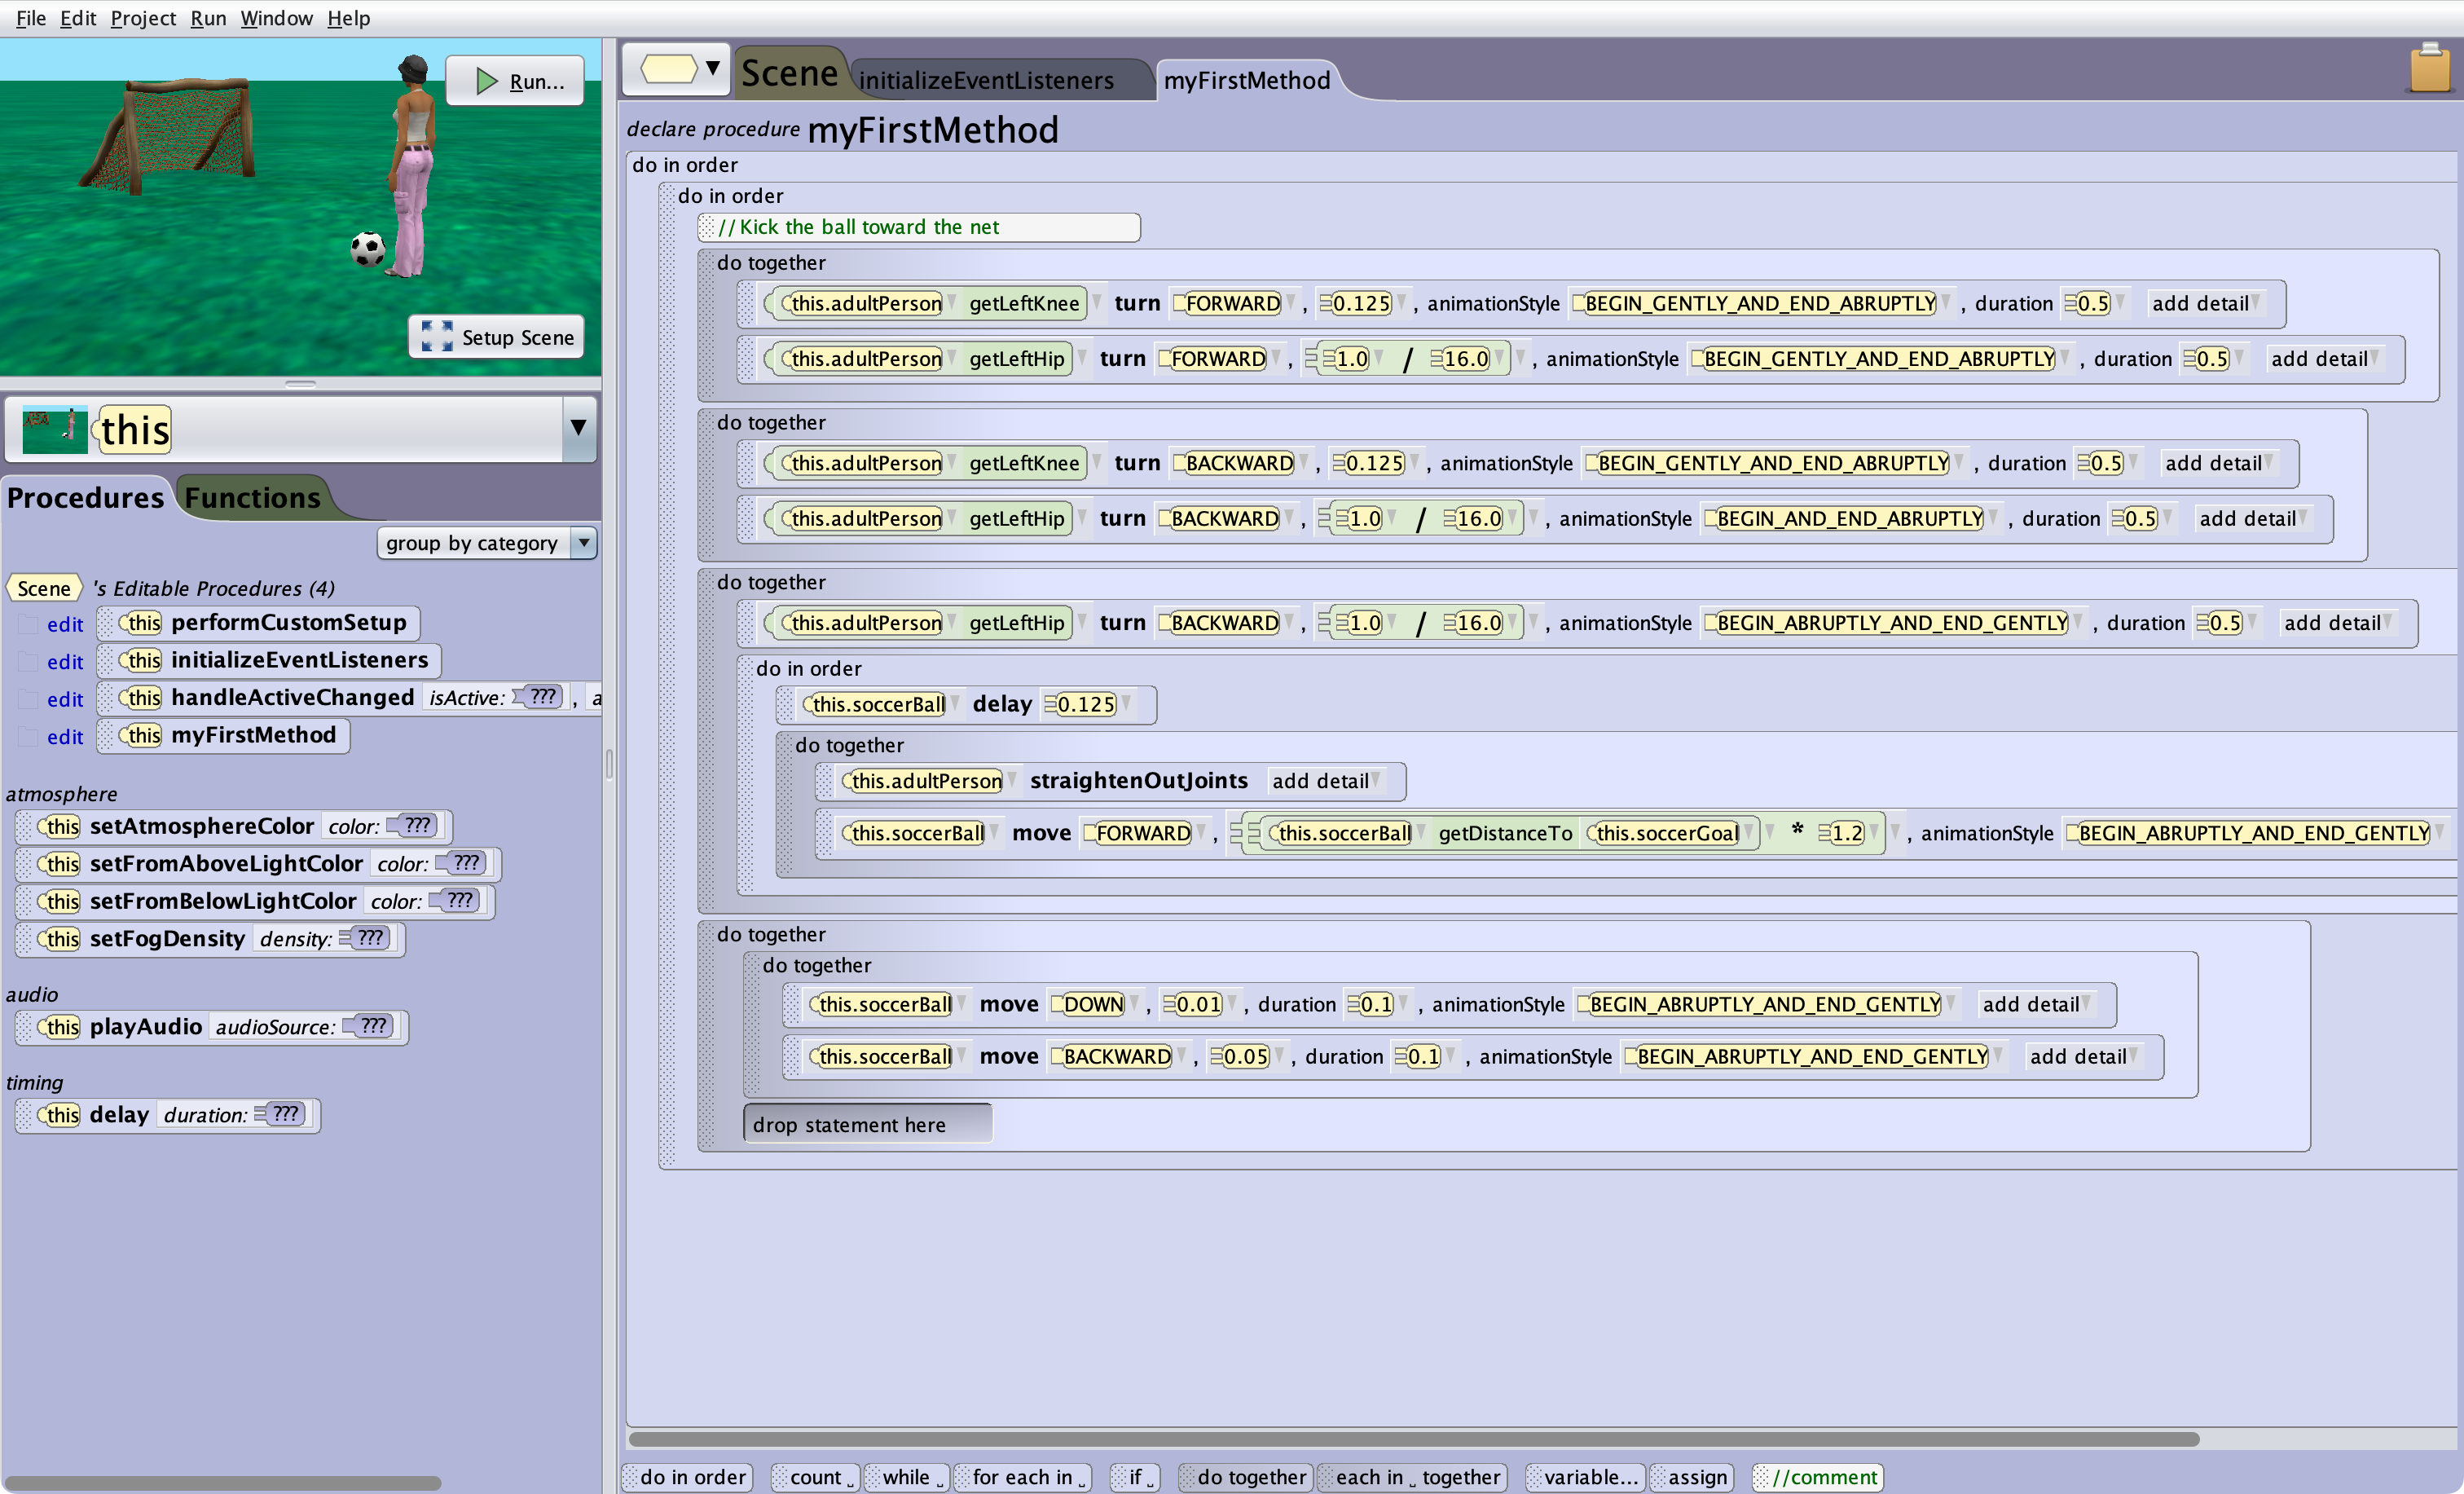 File Edit Project Run Window Help
Run...
Setup Scene
this
Procedures Functions
group by category
Scene 's Editable Procedures (4)
edit this performCustomSetup
edit this initializeEventListeners
edit this handleActiveChanged isActive: ??? , a
edit this myFirstMethod
atmosphere
this setAtmosphereColor color: ???
this setFromAboveLightColor color: ???
this setFromBelowLightColor color: ???
this setFogDensity density: ???
audio
this playAudio audioSource: ???
timing
this delay duration: ???
Scene initializeEventListeners myFirstMethod
declare procedure myFirstMethod
do in order
do in order
// Kick the ball toward the net
do together
this.adultPerson getLeftKnee turn FORWARD , 0.125 , animationStyle BEGIN_GENTLY_AND_END_ABRUPTLY , duration 0.5 add detail
this.adultPerson getLeftHip turn FORWARD , 1.0 / 16.0 , animationStyle BEGIN_GENTLY_AND_END_ABRUPTLY , duration 0.5 add detail
do together
this.adultPerson getLeftKnee turn BACKWARD , 0.125 , animationStyle BEGIN_GENTLY_AND_END_ABRUPTLY , duration 0.5 add detail
this.adultPerson getLeftHip turn BACKWARD , 1.0 / 16.0 , animationStyle BEGIN_AND_END_ABRUPTLY , duration 0.5 add detail
do together
this.adultPerson getLeftHip turn BACKWARD , 1.0 / 16.0 , animationStyle BEGIN_ABRUPTLY_AND_END_GENTLY , duration 0.5 add detail
do in order
this.soccerBall delay 0.125
do together
this.adultPerson straightenOutJoints add detail
this.soccerBall move FORWARD , this.soccerBall getDistanceTo this.soccerGoal * 1.2 , animationStyle BEGIN_ABRUPTLY_AND_END_GENTLY
do together
do together
this.soccerBall move DOWN , 0.01 , duration 0.1 , animationStyle BEGIN_ABRUPTLY_AND_END_GENTLY add detail
this.soccerBall move BACKWARD , 0.05 , duration 0.1 , animationStyle BEGIN_ABRUPTLY_AND_END_GENTLY add detail
drop statement here
do in order count ␣ while ␣ for each in ␣ if ␣ do together each in ␣ together variable... assign //comment